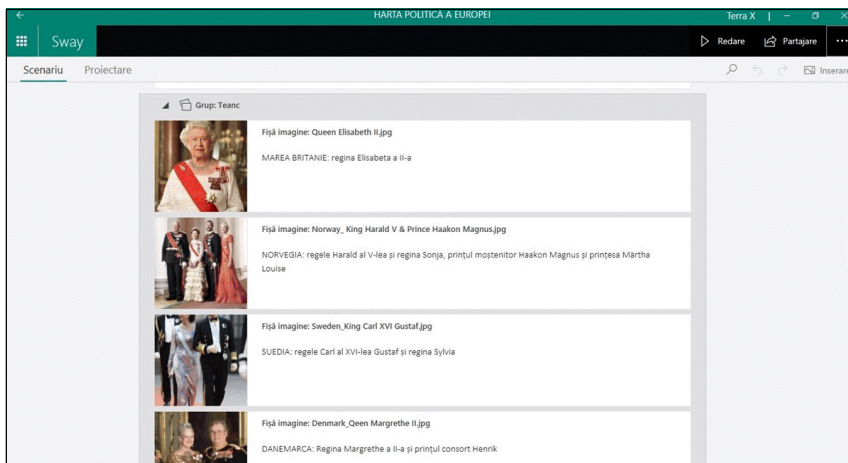 HARTA POLITICĂ A EUROPEI
Terra X
Sway
Redare
Partajare
Scenariu
Proiectare
Inserare
Grup: Teanc
Fișă imagine: Queen Elisabeth II.jpg
MAREA BRITANIE: regina Elisabeta a II-a
Fișă imagine: Norway_ King Harald V & Prince Haakon Magnus.jpg
NORVEGIA: regele Harald al V-lea și regina Sonja, prințul moștenitor Haakon Magnus și prințesa Märtha
Louise
Fișă imagine: Sweden_King Carl XVI Gustaf.jpg
SUEDIA: regele Carl al XVI-lea Gustaf și regina Sylvia
Fișă imagine: Denmark_Qeen Margrethe II.jpg
DANEMARCA: Regina Margrethe a II-a și prințul consort Henrik